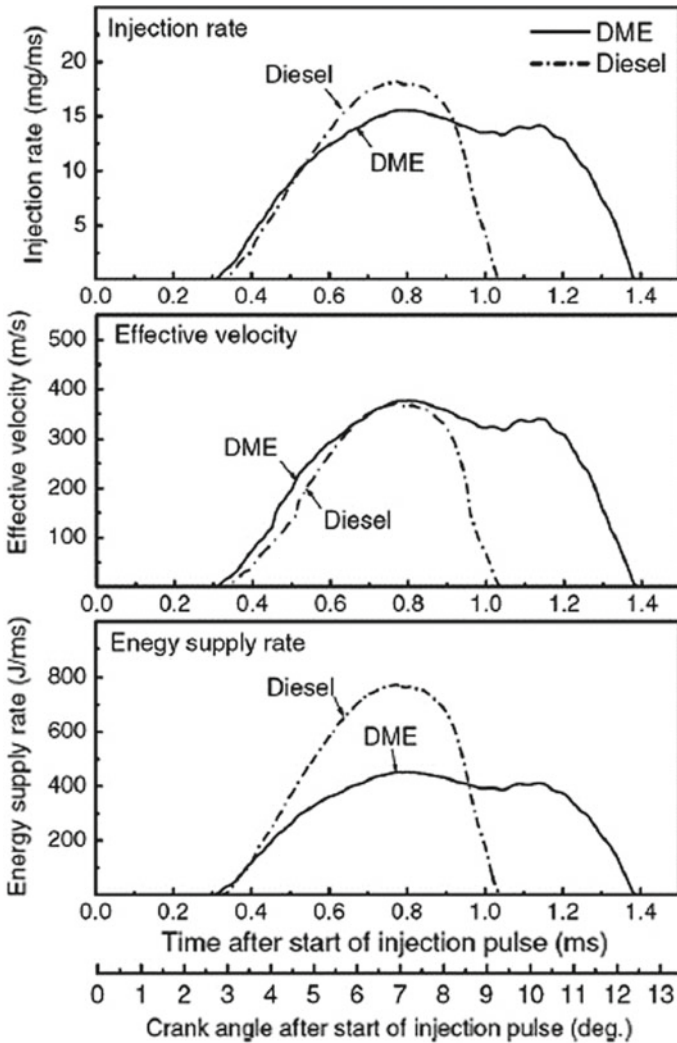 Injection rate
DME
Diesel
Diesel
DME
Injection rate (mg/ms)
20
15
10
5
0.0 0.2 0.4 0.6 0.8 1.0 1.2 1.4
Effective velocity
DME
Diesel
Effective velocity (m/s)
500
400
300
200
100
0.0 0.2 0.4 0.6 0.8 1.0 1.2 1.4
Enegy supply rate
Diesel
DME
Energy supply rate (J/ms)
800
600
400
200
0.0 0.2 0.4 0.6 0.8 1.0 1.2 1.4
Time after start of injection pulse (ms)
0 1 2 3 4 5 6 7 8 9 10 11 12 13
Crank angle after start of injection pulse (deg.)